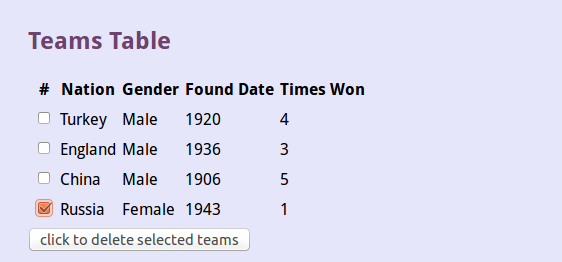 Teams Table
# Nation Gender Found Date Times Won
Turkey Male 1920 4
England Male 1936 3
China Male 1906 5
Russia Female 1943 1
click to delete selected teams